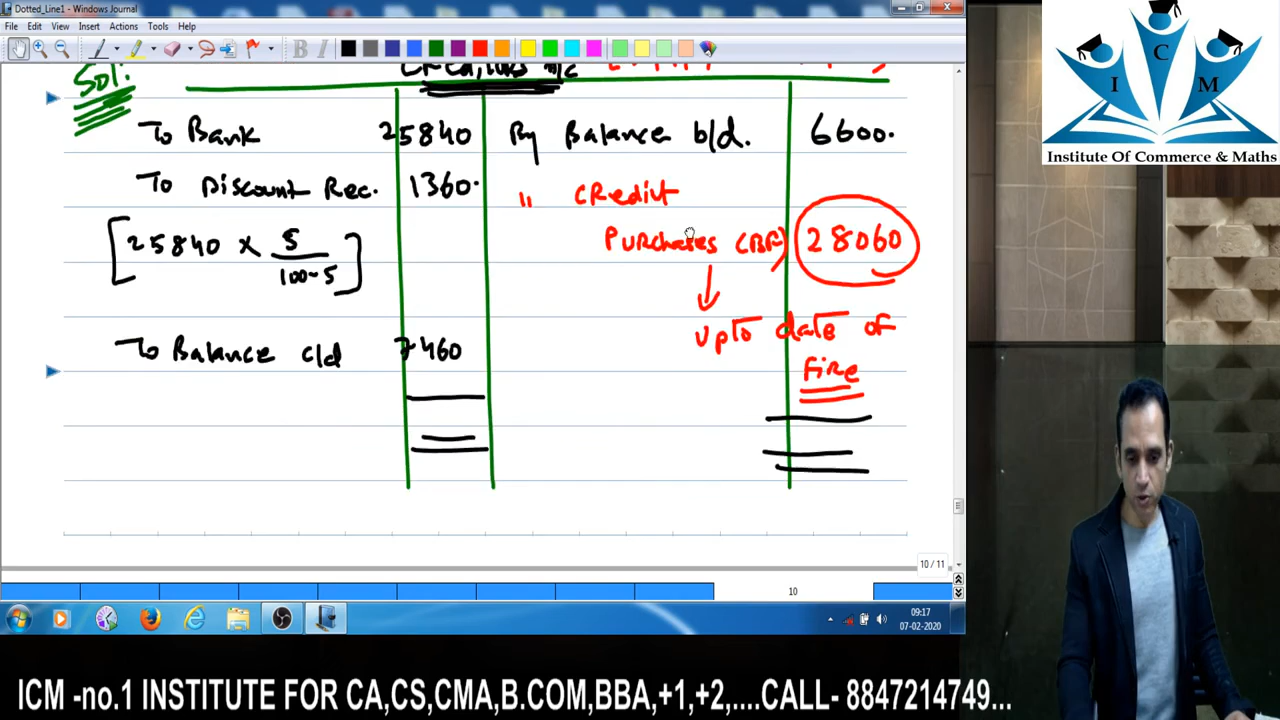 Dotted_Line1 - Windows Journal
File Edit View Insert Actions Tools Help
Sol:
To Bank 25840 By Balance b/d. 6600.
To Discount Rec. 1360. " CRedit
[25840 x 5/100-5] Purchases (BF) 28060
upto date of
To Balance c/d 7460 Fire
10 / 11
10
09:17
07-02-2020
I C M
Institute Of Commerce & Maths
ICM -no.1 INSTITUTE FOR CA,CS,CMA,B.COM,BBA,+1,+2,....CALL- 8847214749...